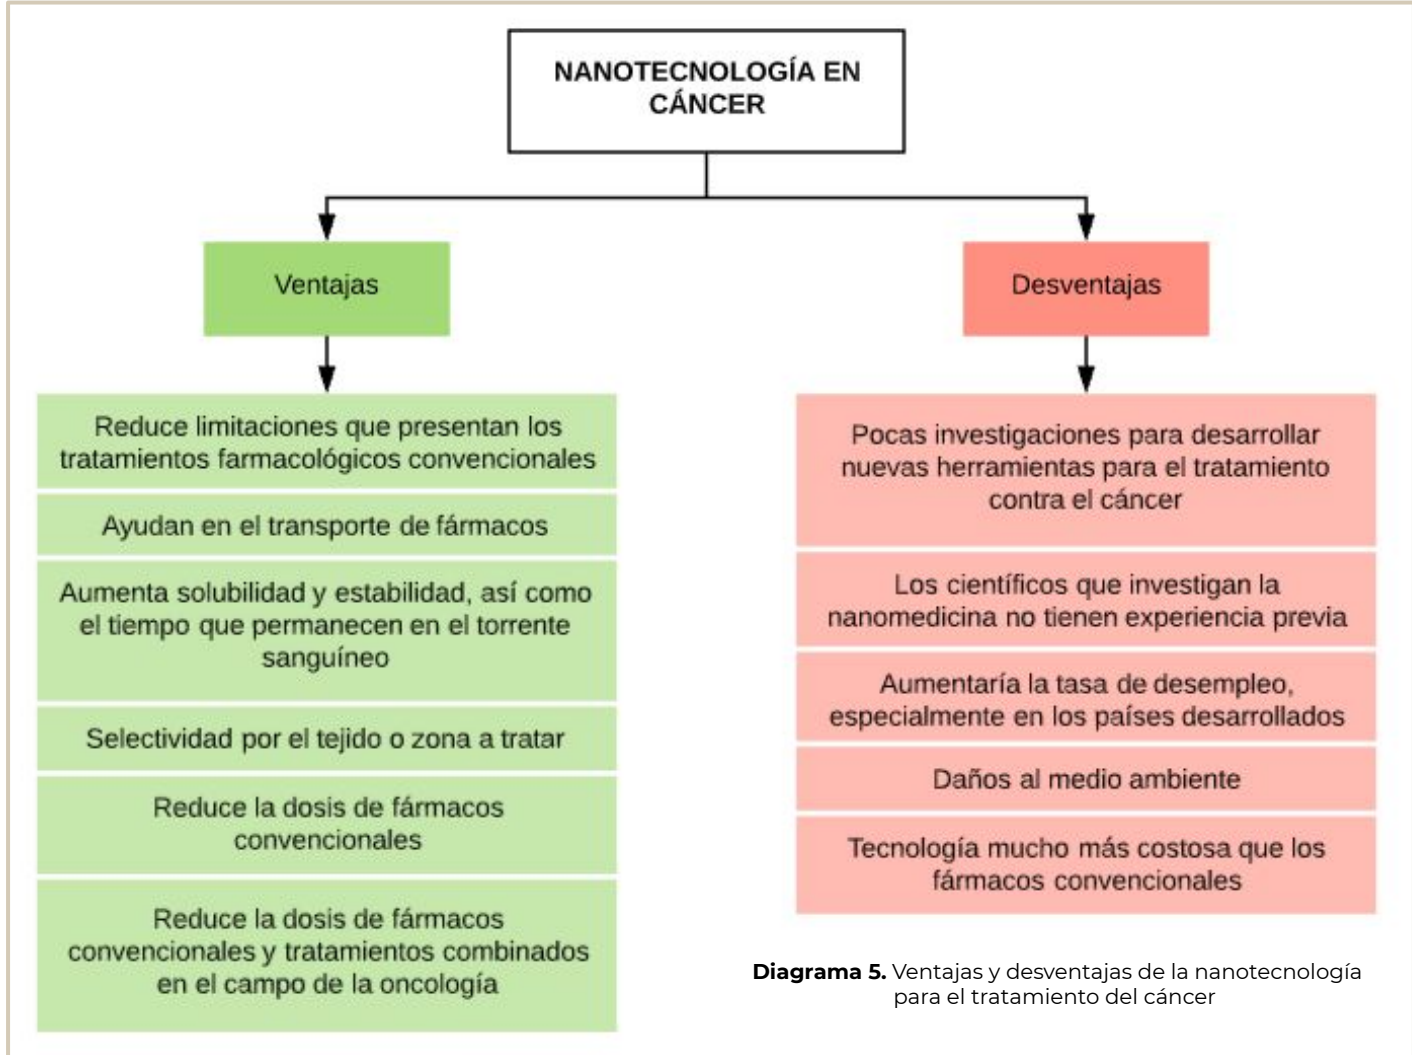 NANOTECNOLOGÍA EN
CÁNCER
Ventajas
Reduce limitaciones que presentan los
tratamientos farmacológicos convencionales
Ayudan en el transporte de fármacos
Aumenta solubilidad y estabilidad, así como
el tiempo que permanecen en el torrente
sanguíneo
Selectividad por el tejido o zona a tratar
Reduce la dosis de fármacos
convencionales
Reduce la dosis de fármacos
convencionales y tratamientos combinados
en el campo de la oncología
Desventajas
Pocas investigaciones para desarrollar
nuevas herramientas para el tratamiento
contra el cáncer
Los científicos que investigan la
nanomedicina no tienen experiencia previa
Aumentaría la tasa de desempleo,
especialmente en los países desarrollados
Daños al medio ambiente
Tecnología mucho más costosa que los
fármacos convencionales
Diagrama 5. Ventajas y desventajas de la nanotecnología
para el tratamiento del cáncer